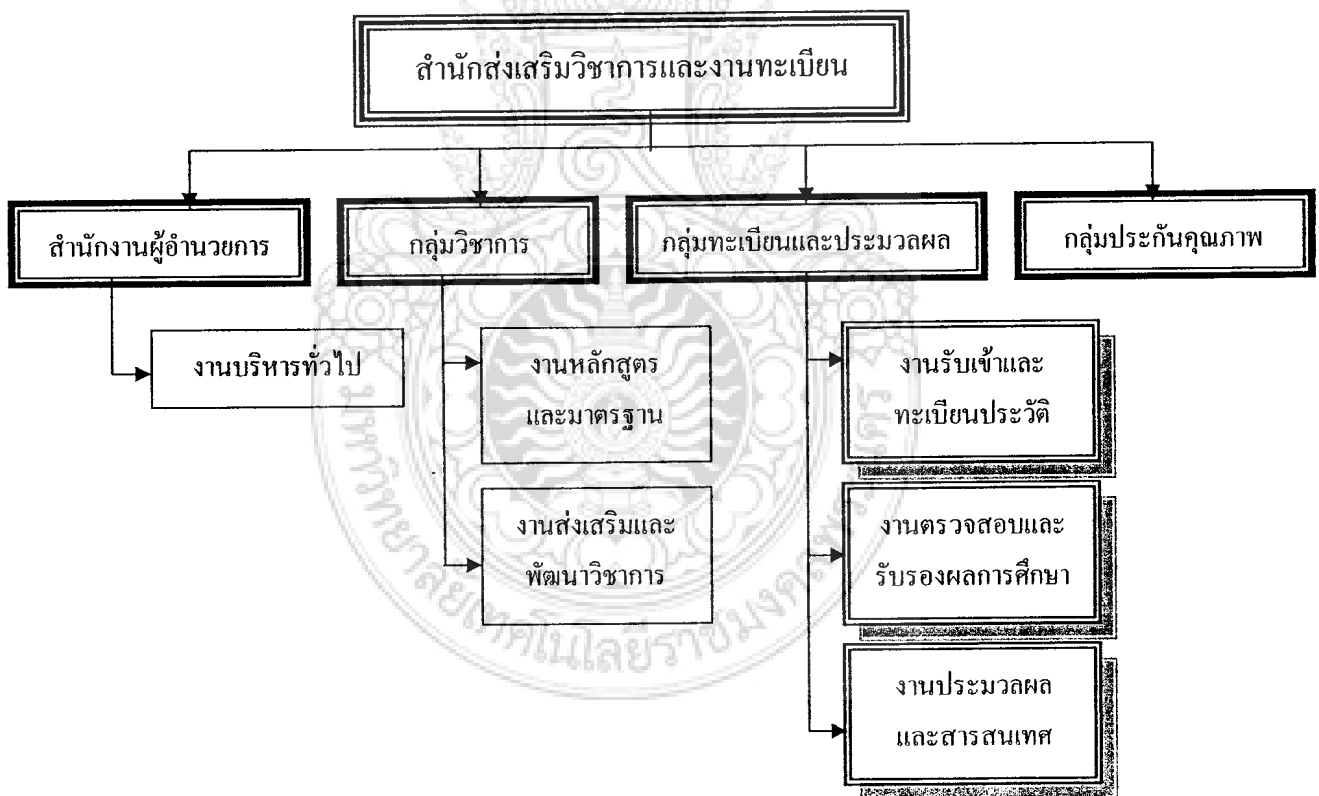 สำนักส่งเสริมวิชาการและงานทะเบียน
สำนักงานผู้อำนวยการ
กลุ่มวิชาการ
กลุ่มทะเบียนและประมวลผล
กลุ่มประกันคุณภาพ
งานบริหารทั่วไป
งานหลักสูตร
และมาตรฐาน
งานรับเข้าและ
ทะเบียนประวัติ
งานส่งเสริมและ
พัฒนาวิชาการ
งานตรวจสอบและ
รับรองผลการศึกษา
งานประมวลผล
และสารสนเทศ